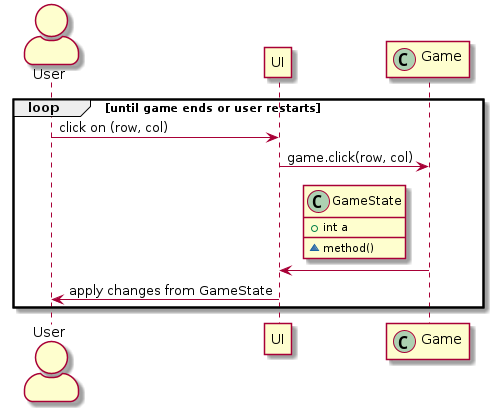 User
UI
C Game
loop [until game ends or user restarts]
click on (row, col)
game.click(row, col)
C GameState
int a
method()
apply changes from GameState
User
UI
C Game